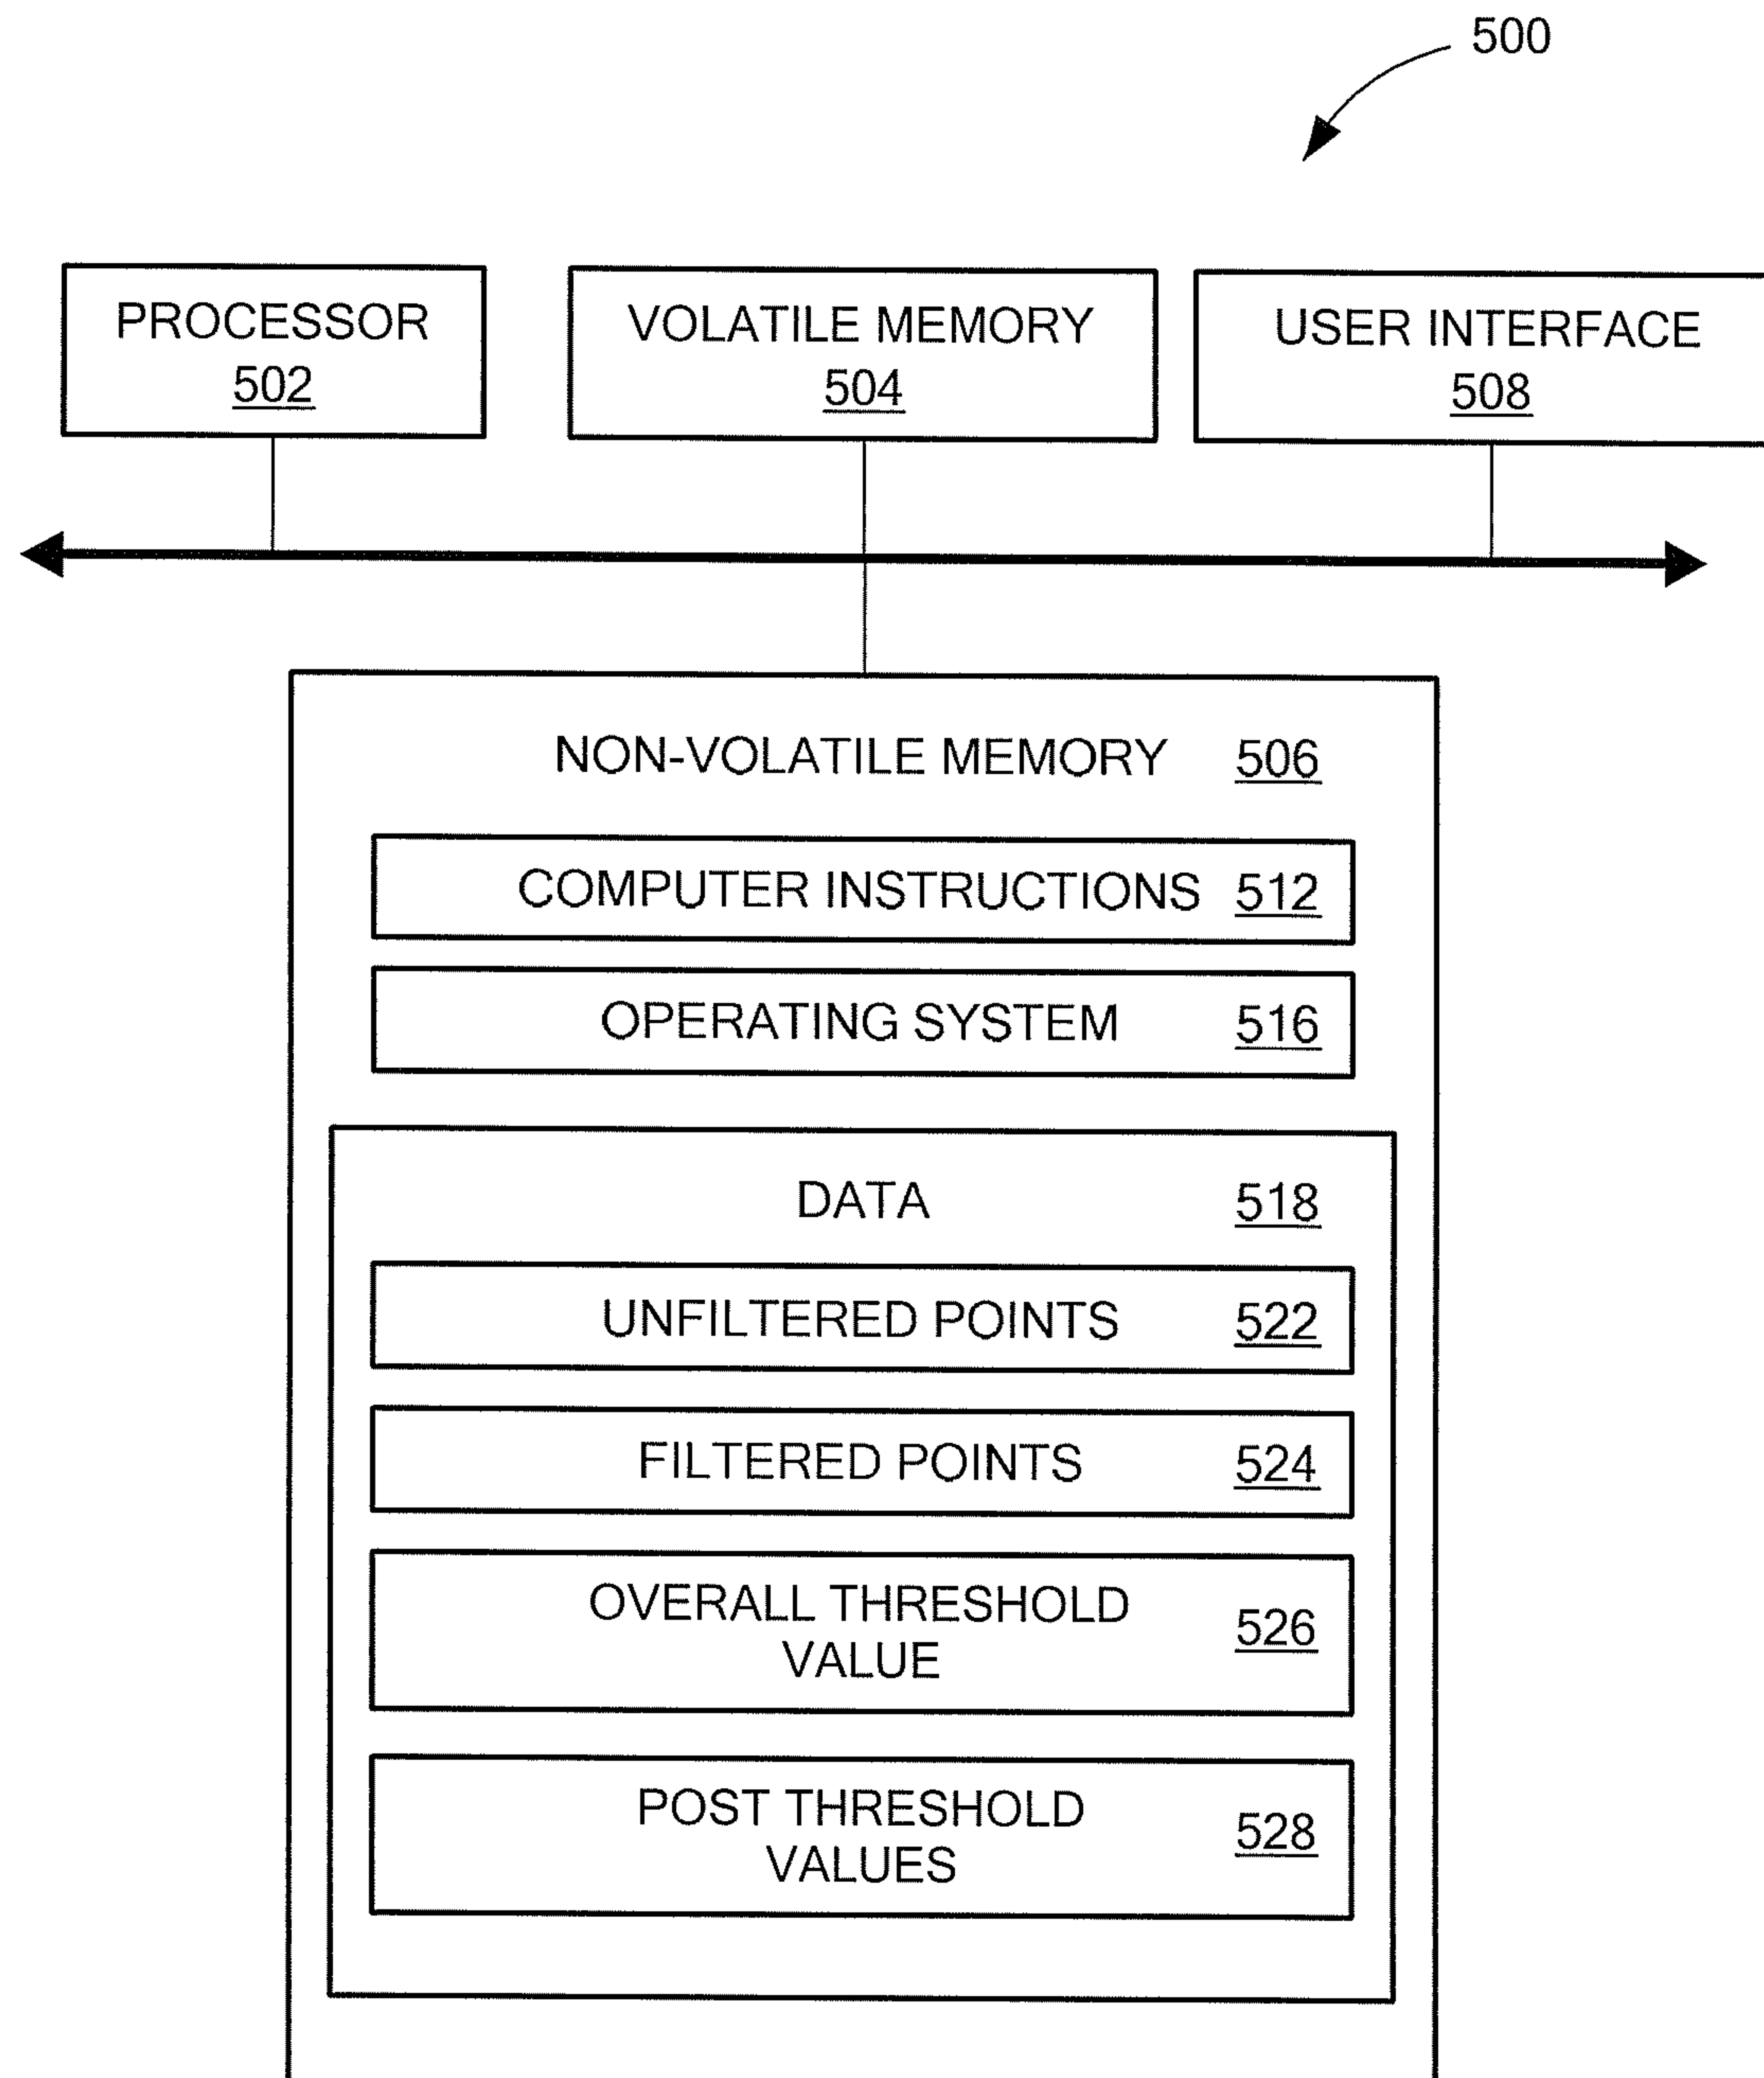 500
PROCESSOR
502
VOLATILE MEMORY
504
USER INTERFACE
508
NON-VOLATILE MEMORY 506
COMPUTER INSTRUCTIONS 512
OPERATING SYSTEM 516
DATA 518
UNFILTERED POINTS 522
FILTERED POINTS 524
OVERALL THRESHOLD
VALUE 526
POST THRESHOLD
VALUES 528